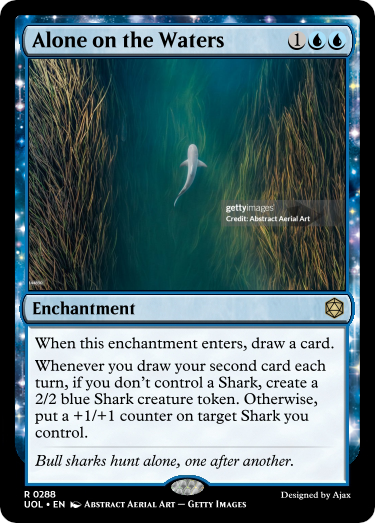 Alone on the Waters 1
gettyimages®
Credit: Abstract Aerial Art
Enchantment
When this enchantment enters, draw a card.
Whenever you draw your second card each
turn, if you don't control a Shark, create a
2/2 blue Shark creature token. Otherwise,
put a +1/+1 counter on target Shark you
control.
Bull sharks hunt alone, one after another.
R 0288
Designed by Ajax
UOL • EN Abstract Aerial Art – Getty Images